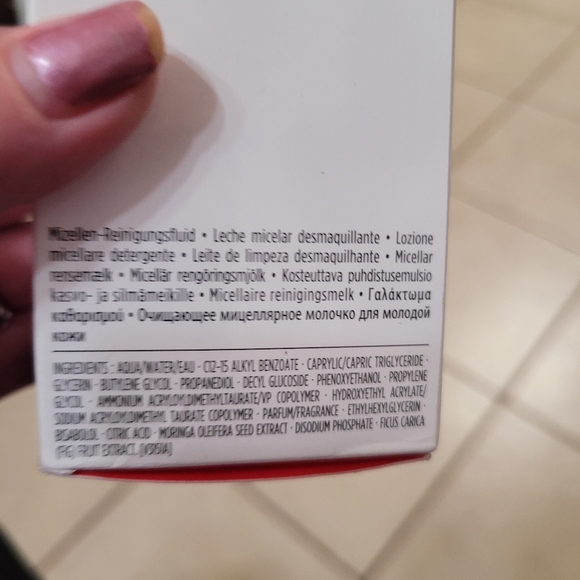 Mizellen-Reinigungsfluid • Leche micelar desmaquillante • Lozione
micellare detergente • Leite de limpeza desmaquilhante • Micellar
rensemælk • Micellär rengöringsmjölk • Kosteuttava puhdistusemulsio
kasvo- ja silmämeikille • Micellaire reinigingsmelk • Γαλάκτωμα
καθαρισμού • Очищающее мицеллярное молочко для молодой
кожи
INGREDIENTS : AQUA/WATER/EAU · C12-15 ALKYL BENZOATE · CAPRYLIC/CAPRIC TRIGLYCERIDE ·
GLYCERIN · BUTYLENE GLYCOL · PROPANEDIOL · DECYL GLUCOSIDE · PHENOXYETHANOL · PROPYLENE
GLYCOL · AMMONIUM ACRYLOYLDIMETHYLTAURATE/VP COPOLYMER · HYDROXYETHYL ACRYLATE/
SODIUM ACRYLOYLDIMETHYL TAURATE COPOLYMER · PARFUM/FRAGRANCE · ETHYLHEXYLGLYCERIN ·
BISABOLOL · CITRIC ACID · MORINGA OLEIFERA SEED EXTRACT · DISODIUM PHOSPHATE · FICUS CARICA
(FIG) FRUIT EXTRACT.